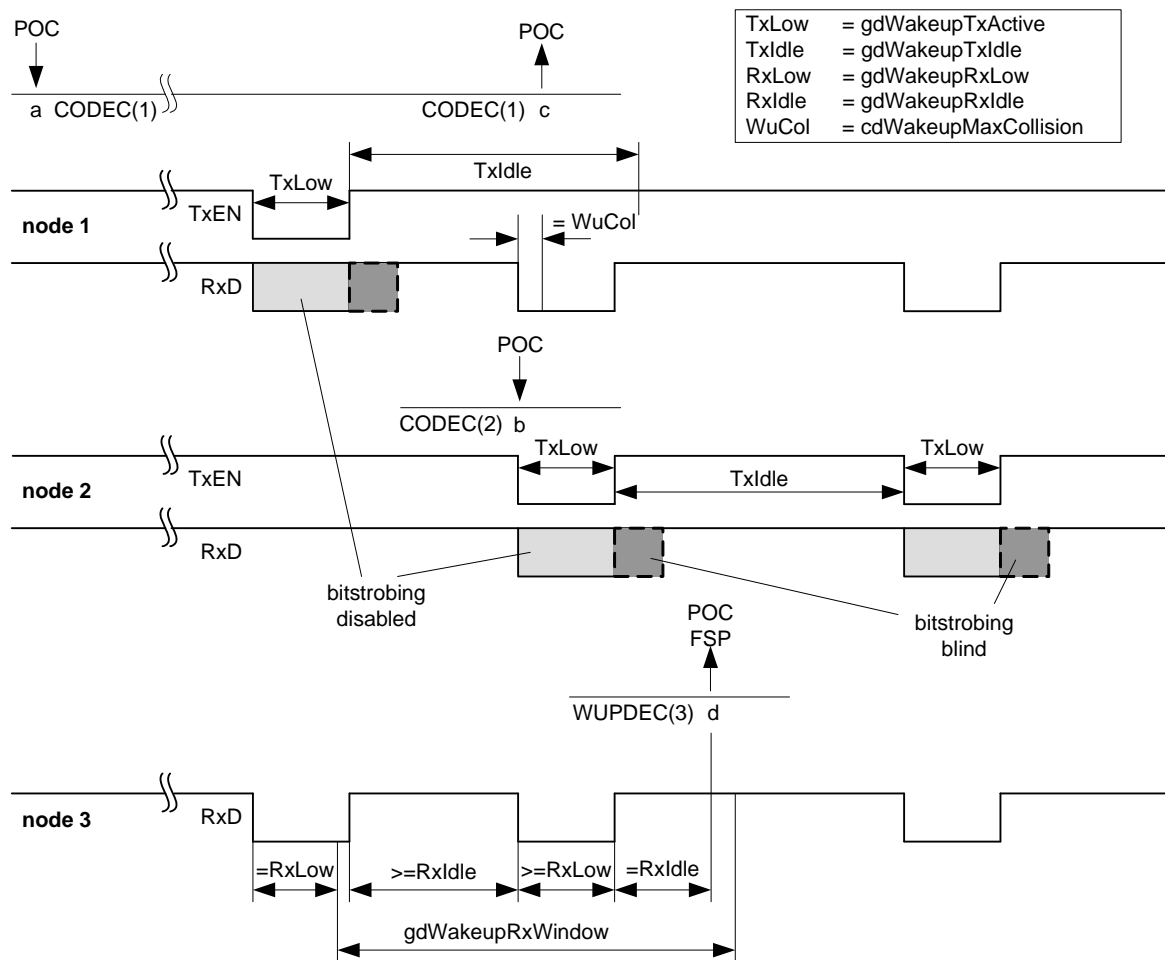 POC
POC
TxLow = gdWakeupTxActive
TxIdle = gdWakeupTxIdle
RxLow = gdWakeupRxLow
RxIdle = gdWakeupRxIdle
WuCol = cdWakeupMaxCollision
a CODEC(1)
CODEC(1) c
TxIdle
TxLow
TxEN
node 1
= WuCol
RxD
POC
CODEC(2) b
TxLow
TxLow
TxEN
node 2
TxIdle
RxD
bitstrobing
disabled
bitstrobing
blind
POC
FSP
WUPDEC(3) d
node 3
RxD
=RxLow
>=RxIdle
>=RxLow
=RxIdle
gdWakeupRxWindow